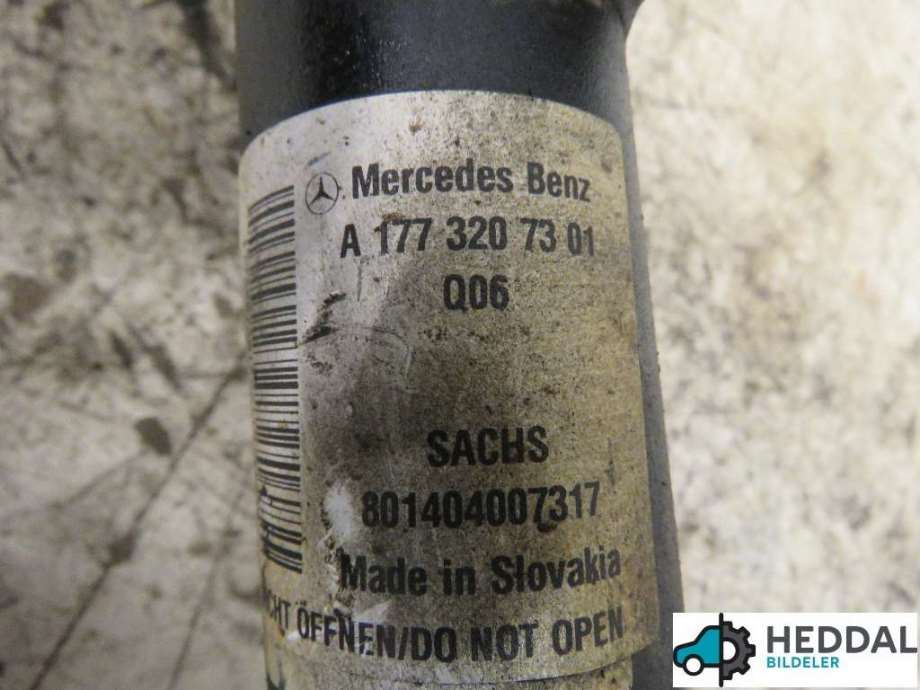 Mercedes Benz
A 177 320 73 01
Q06
SACHS
801404007317
Made in Slovakia
ÖFFNEN/DO NOT OPEN
HEDDAL
BILDELER